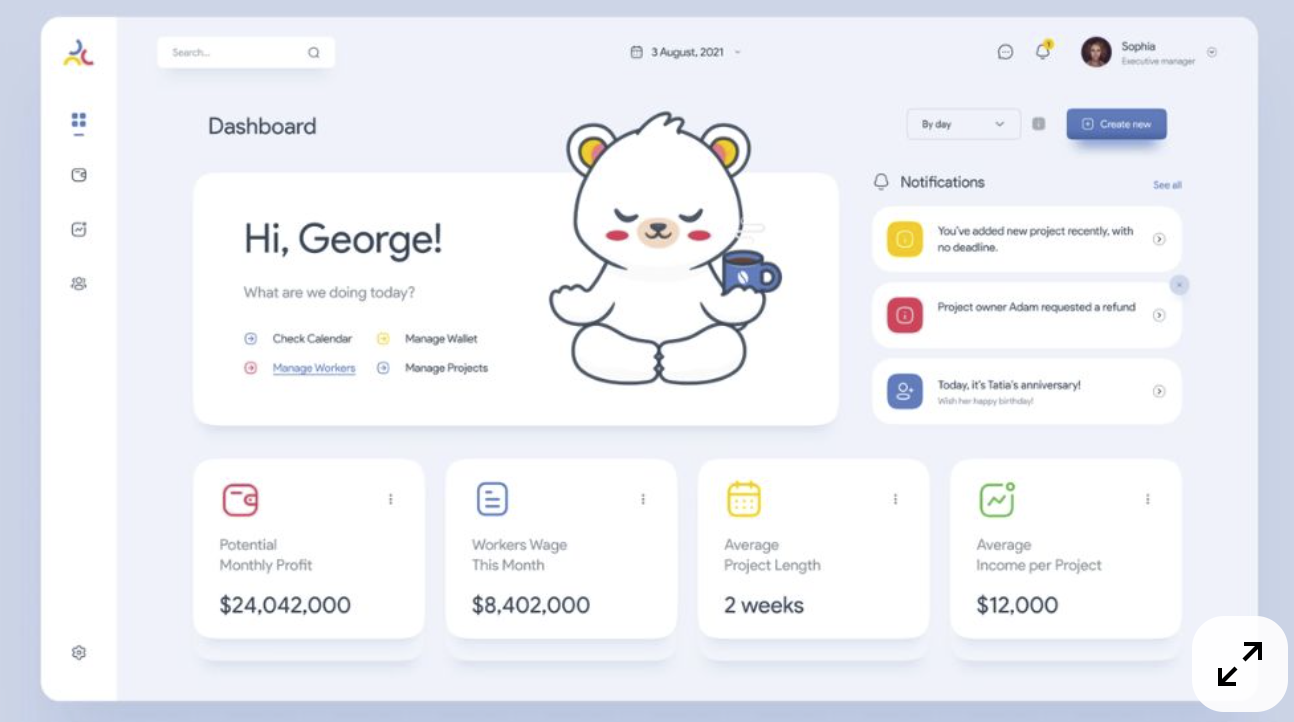 Search...
3 August, 2021
Sophia
Executive manager
Dashboard
By day
Create new
Hi, George!
What are we doing today?
Check Calendar
Manage Wallet
Manage Workers
Manage Projects
Notifications
See all
You've added new project recently, with
no deadline.
Project owner Adam requested a refund
Today, it's Tatia's anniversary!
Wish her happy birthday!
Potential
Monthly Profit
$24,042,000
Workers Wage
This Month
$8,402,000
Average
Project Length
2 weeks
Average
Income per Project
$12,000